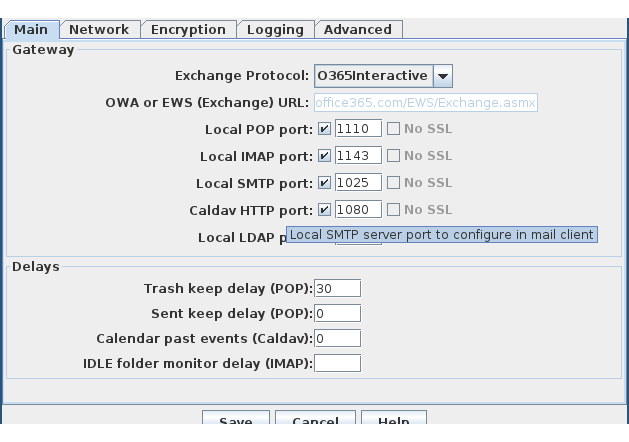 Main Network Encryption Logging Advanced
Gateway
Exchange Protocol: O365Interactive
OWA or EWS (Exchange) URL: office365.com/EWS/Exchange.asmx
Local POP port: 1110 No SSL
Local IMAP port: 1143 No SSL
Local SMTP port: 1025 No SSL
Caldav HTTP port: 1080 No SSL
Local LDAP
Local SMTP server port to configure in mail client
Delays
Trash keep delay (POP): 30
Sent keep delay (POP): 0
Calendar past events (Caldav): 0
IDLE folder monitor delay (IMAP):
Save Cancel Help